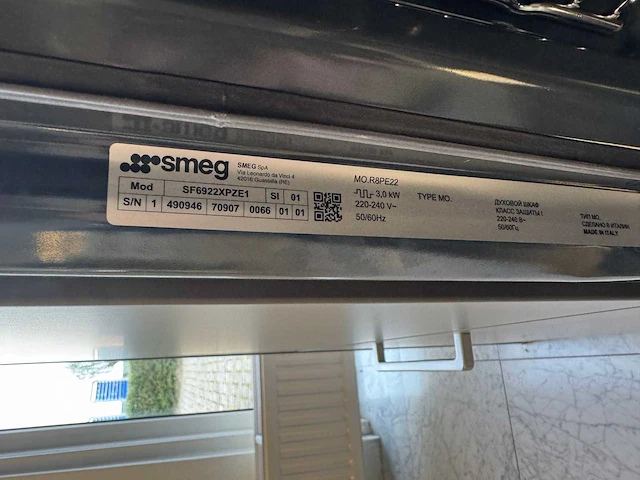 smeg
SMEG SpA
Via Leonardo da Vinci 4
42016 Guastalla (RE)
Mod SF6922XPZE1 SI 01
S/N 1 490946 70907 0066 01 01
MO.R8PE22
3,0 kW
220-240 V~
50/60Hz
TYPE MO.
ДУХОВОЙ ШКАФ
КЛАСС ЗАЩИТЫ I
220-240 В~
50/60Гц
ТИП МО.
СДЕЛАНО В ИТАЛИИ
MADE IN ITALY